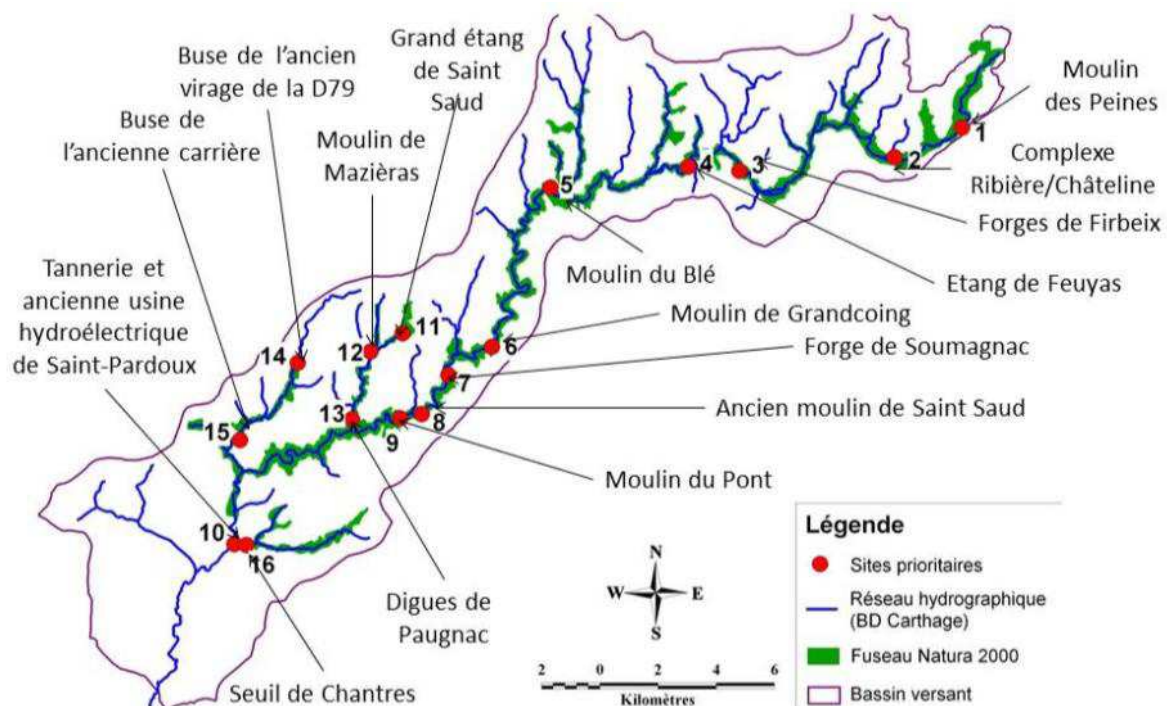 Grand étang
de Saint
Saud
Buse de l'ancien
virage de la D79
Moulin
des Peines
Buse de
l'ancienne carrière
Moulin de
Mazièras
1
2
3
4
5
Complexe
Ribière/Châteline
Forges de Firbeix
Moulin du Blé
Etang de Feuyas
Tannerie et
ancienne usine
hydroélectrique
de Saint-Pardoux
Moulin de Grandcoing
6
Forge de Soumagnac
7
11
12
14
Ancien moulin de Saint Saud
13
9
8
15
Moulin du Pont
10
16
Digues de
Paugnac
Seuil de Chantres
N
W
E
S
2 0 2 4 6
Kilomètres
Légende
Sites prioritaires
Réseau hydrographique
(BD Carthage)
Fuseau Natura 2000
Bassin versant